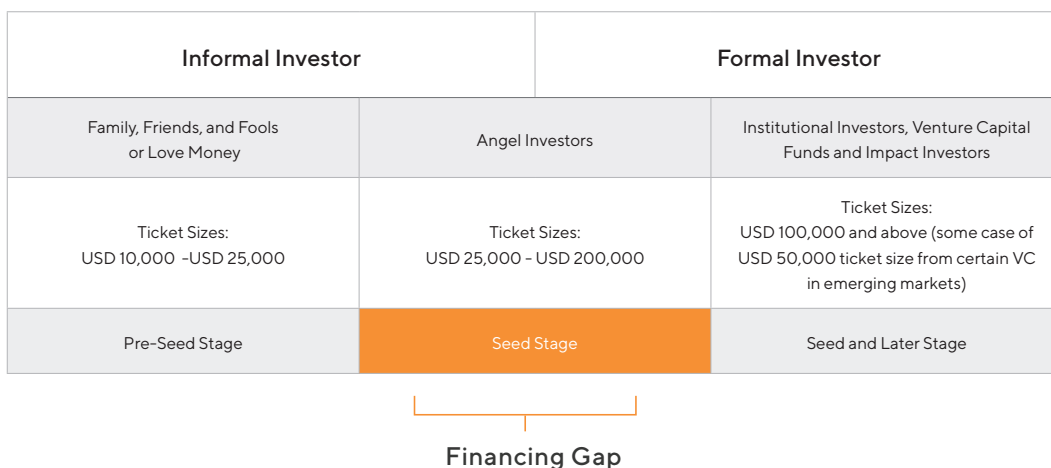 Informal Investor
Formal Investor
Family, Friends, and Fools
or Love Money
Angel Investors
Institutional Investors, Venture Capital
Funds and Impact Investors
Ticket Sizes:
USD 10,000 -USD 25,000
Ticket Sizes:
USD 25,000 - USD 200,000
Ticket Sizes:
USD 100,000 and above (some case of
USD 50,000 ticket size from certain VC
in emerging markets)
Pre-Seed Stage
Seed Stage
Seed and Later Stage
Financing Gap